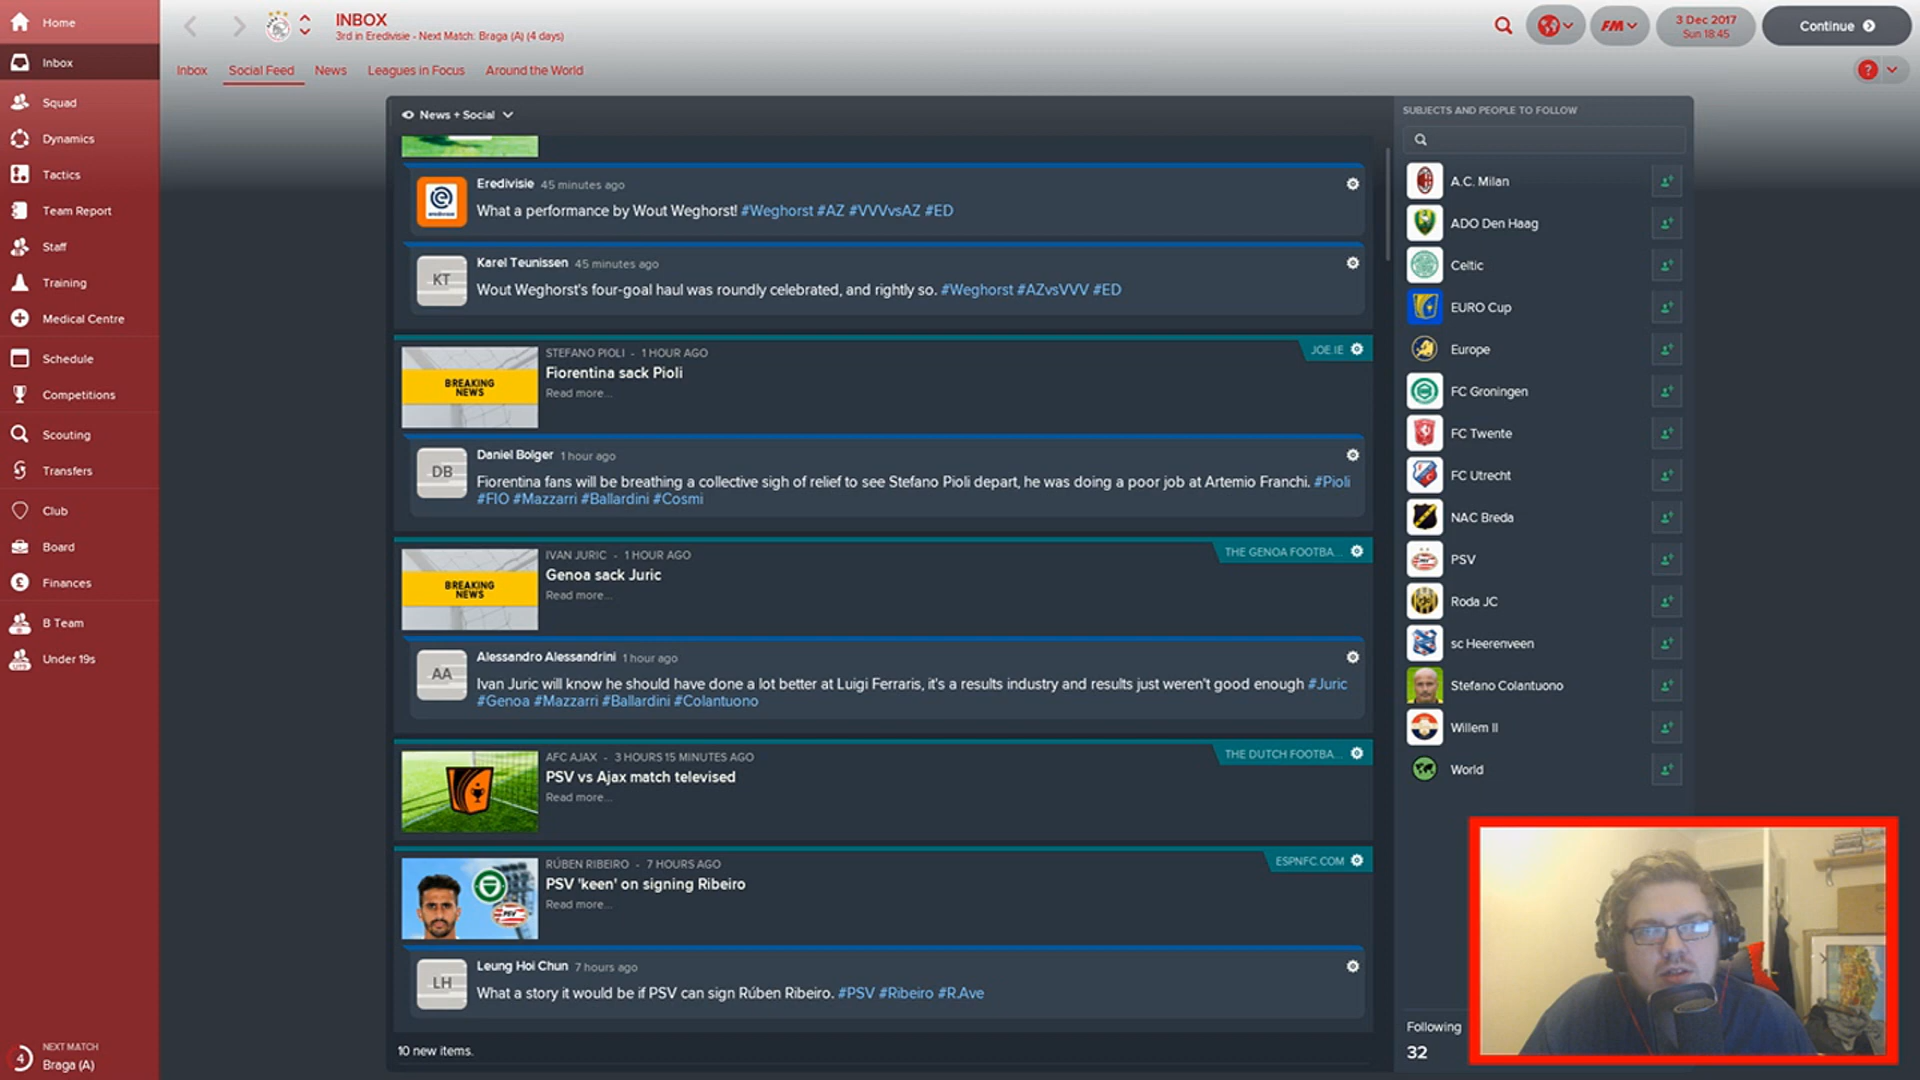 Home
Inbox
Squad
Dynamics
Tactics
Team Report
Staff
Training
Medical Centre
Schedule
Competitions
Scouting
Transfers
Club
Board
Finances
B Team
Under 19s
4
NEXT MATCH
Braga (A)
INBOX
3rd in Eredivisie - Next Match: Braga (A) (4 days)
FM
3 Dec 2017
Sun 18:45
Continue
Inbox
Social Feed
News
Leagues in Focus
Around the World
?
News + Social
Eredivisie 45 minutes ago
What a performance by Wout Weghorst! #Weghorst #AZ #VVVvsAZ #ED
KT
Karel Teunissen 45 minutes ago
Wout Weghorst's four-goal haul was roundly celebrated, and rightly so. #Weghorst #AZvsVVV #ED
BREAKING
NEWS
STEFANO PIOLI - 1 HOUR AGO
JOE.IE
Fiorentina sack Pioli
Read more...
DB
Daniel Bolger 1 hour ago
Fiorentina fans will be breathing a collective sigh of relief to see Stefano Pioli depart, he was doing a poor job at Artemio Franchi. #Pioli
#FIO #Mazzarri #Ballardini #Cosmi
BREAKING
NEWS
IVAN JURIC - 1 HOUR AGO
THE GENOA FOOTBA...
Genoa sack Juric
Read more...
AA
Alessandro Alessandrini 1 hour ago
Ivan Juric will know he should have done a lot better at Luigi Ferraris, it's a results industry and results just weren't good enough #Juric
#Genoa #Mazzarri #Ballardini #Colantuono
AFC AJAX - 3 HOURS 15 MINUTES AGO
THE DUTCH FOOTBA...
PSV vs Ajax match televised
Read more...
RÚBEN RIBEIRO - 7 HOURS AGO
ESPNFC.COM
PSV 'keen' on signing Ribeiro
Read more...
PSV
LH
Leung Hoi Chun 7 hours ago
What a story it would be if PSV can sign Rúben Ribeiro. #PSV #Ribeiro #R.Ave
10 new items.
SUBJECTS AND PEOPLE TO FOLLOW
A.C. Milan
ADO Den Haag
Celtic
EURO Cup
Europe
FC Groningen
FC Twente
FC Utrecht
NAC Breda
PSV
Roda JC
sc Heerenveen
Stefano Colantuono
Willem II
World
Following
32